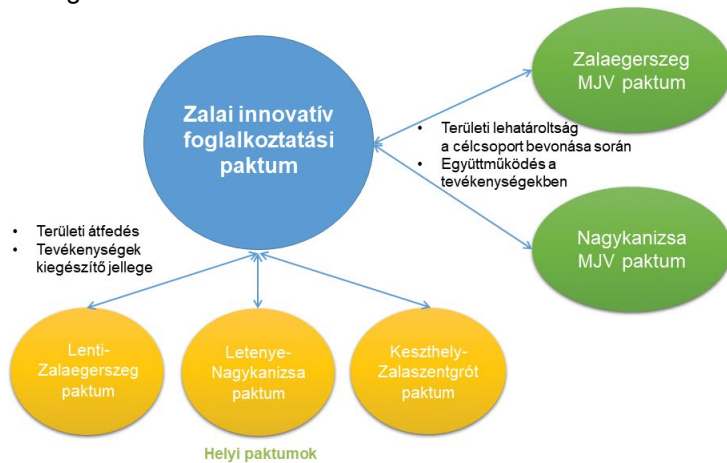 Zalai innovatív
foglalkoztatási
paktum
Zalaegerszeg
MJV paktum
• Területi lehatároltság
a célcsoport bevonása során
• Együttműködés a
tevékenységekben
Nagykanizsa
MJV paktum
• Területi átfedés
• Tevékenységek
kiegészítő jellege
Lenti-
Zalaegerszeg
paktum
Letenye-
Nagykanizsa
paktum
Keszthely-
Zalaszentgrót
paktum
Helyi paktumok